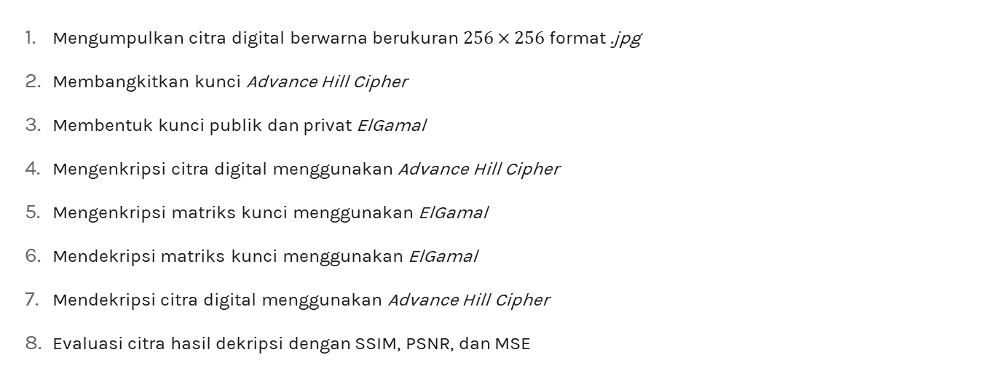 1. Mengumpulkan citra digital berwarna berukuran 256 × 256 format .jpg
2. Membangkitkan kunci Advance Hill Cipher
3. Membentuk kunci publik dan privat ElGamal
4. Mengenkripsi citra digital menggunakan Advance Hill Cipher
5. Mengenkripsi matriks kunci menggunakan ElGamal
6. Mendekripsi matriks kunci menggunakan ElGamal
7. Mendekripsi citra digital menggunakan Advance Hill Cipher
8. Evaluasi citra hasil dekripsi dengan SSIM, PSNR, dan MSE